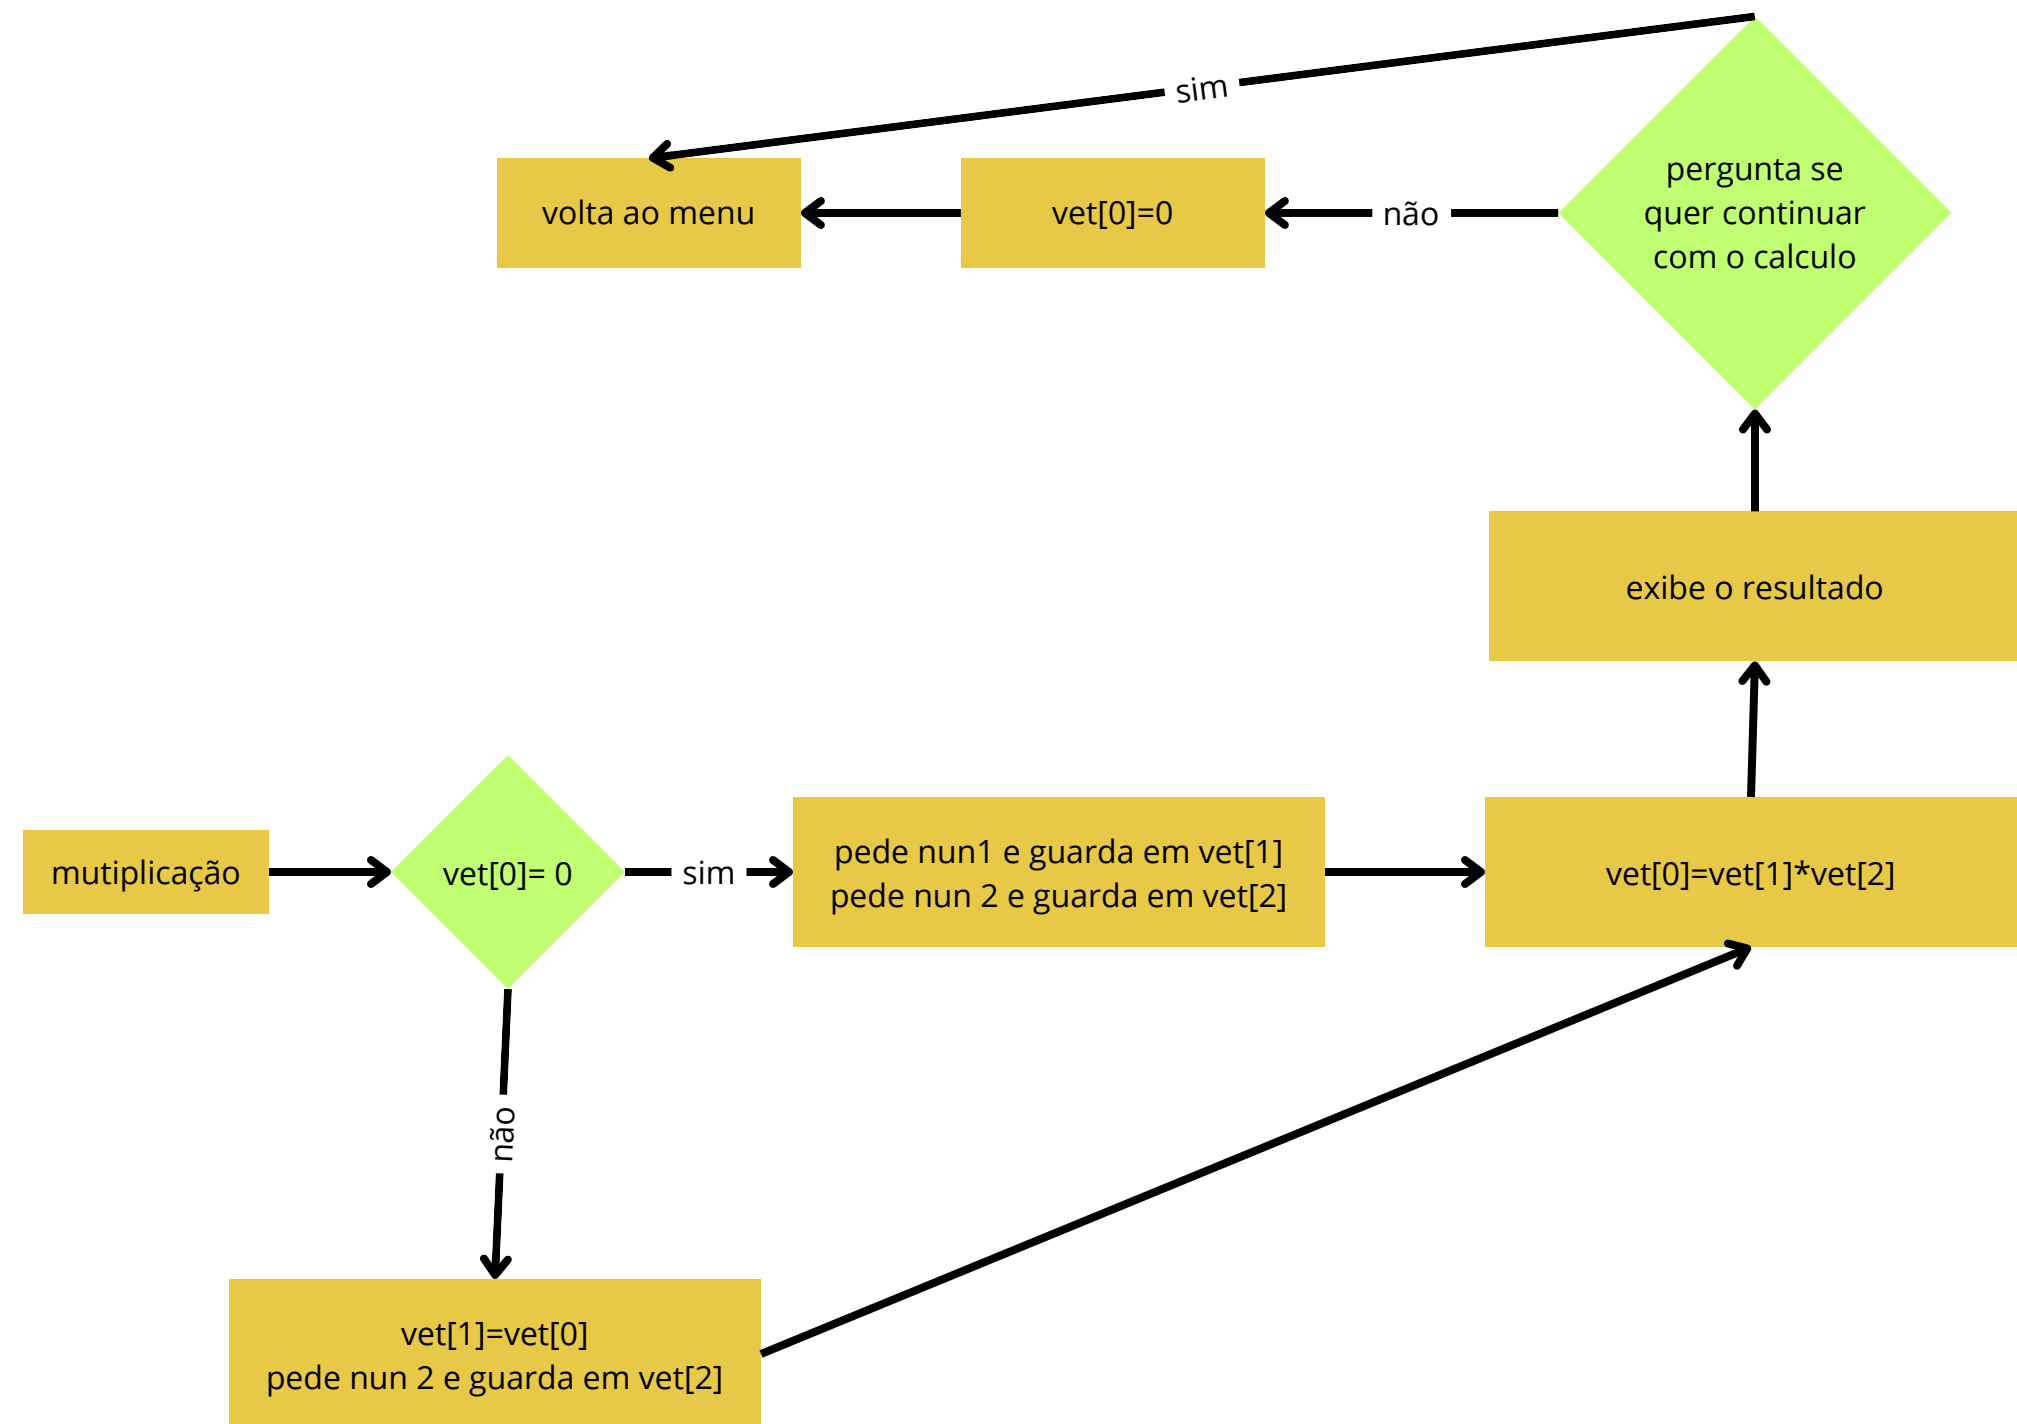 sim
volta ao menu
vet[0]=0
não
pergunta se
quer continuar
com o calculo
exibe o resultado
mutiplicação
vet[0]= 0
sim
pede nun1 e guarda em vet[1]
pede nun 2 e guarda em vet[2]
vet[0]=vet[1]*vet[2]
não
vet[1]=vet[0]
pede nun 2 e guarda em vet[2]